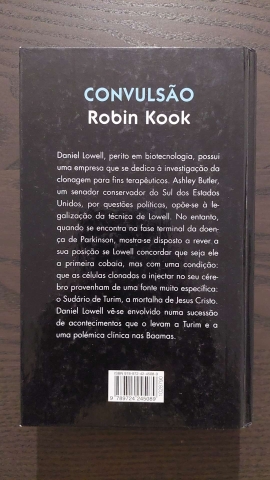 CONVULSÃO
Robin Kook
Daniel Lowell, perito em biotecnologia, possui
uma empresa que se dedica à investigação da
clonagem para fins terapêuticos. Ashley Butler,
um senador conservador do Sul dos Estados
Unidos, por questões políticas, opõe-se à le-
galização da técnica de Lowell. No entanto,
quando se encontra na fase terminal da doen-
ça de Parkinson, mostra-se disposto a rever a
sua posição se Lowell concordar que seja ele
a primeira cobaia, mas com uma condição:
que as células clonadas a injectar no seu cére-
bro provenham de uma fonte muito específica:
o Sudário de Turim, a mortalha de Jesus Cristo.
Daniel Lowell vê-se envolvido numa sucessão
de acontecimentos que o levam a Turim e a
uma polémica clínica nas Baamas.
9 789724 245089